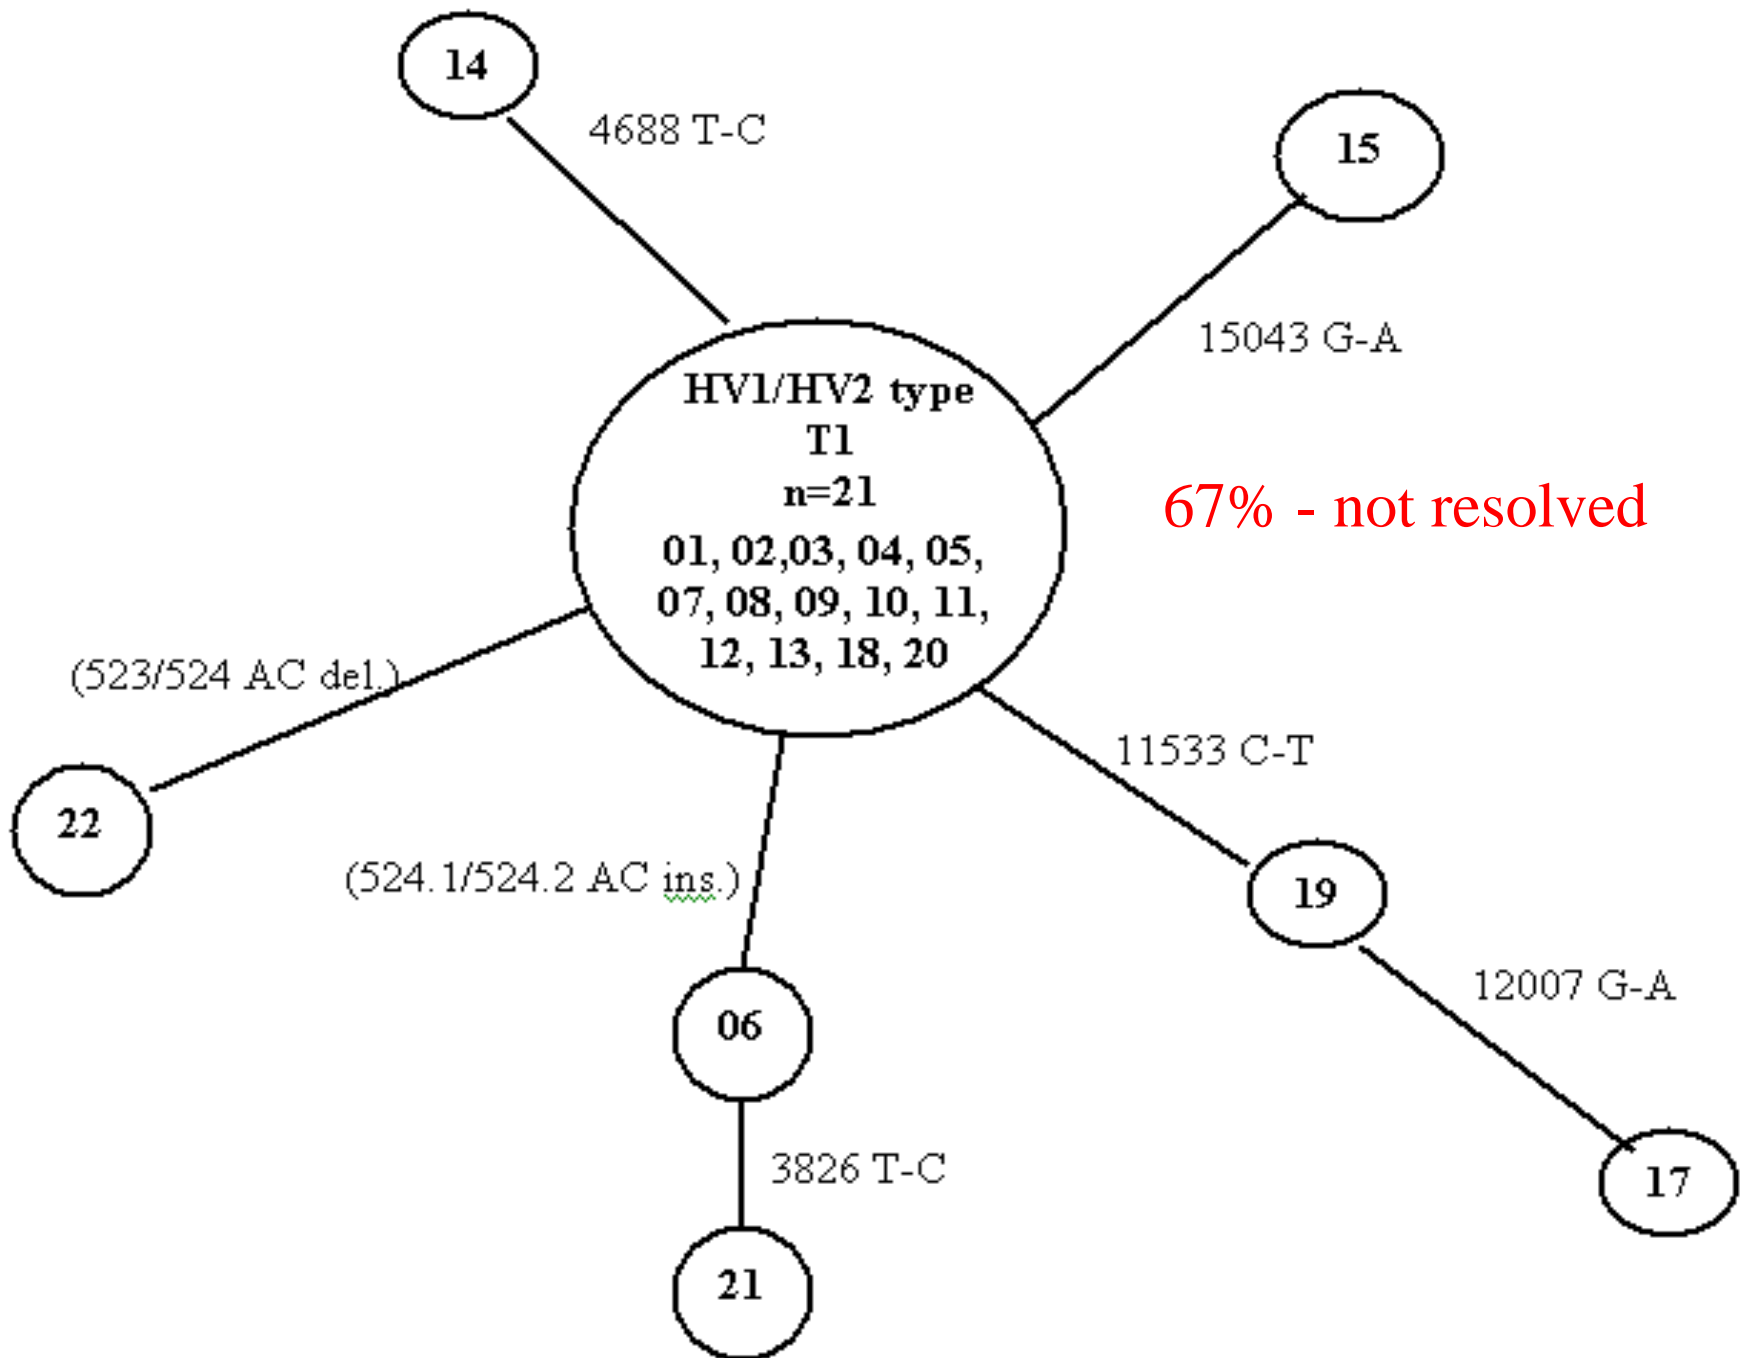 14
4688 T-C
15
15043 G-A
HV1/HV2 type
T1
n=21
01, 02,03, 04, 05,
07, 08, 09, 10, 11,
12, 13, 18, 20
67% - not resolved
(523/524 AC del.)
22
(524.1/524.2 AC ins.)
11533 C-T
19
12007 G-A
06
3826 T-C
17
21